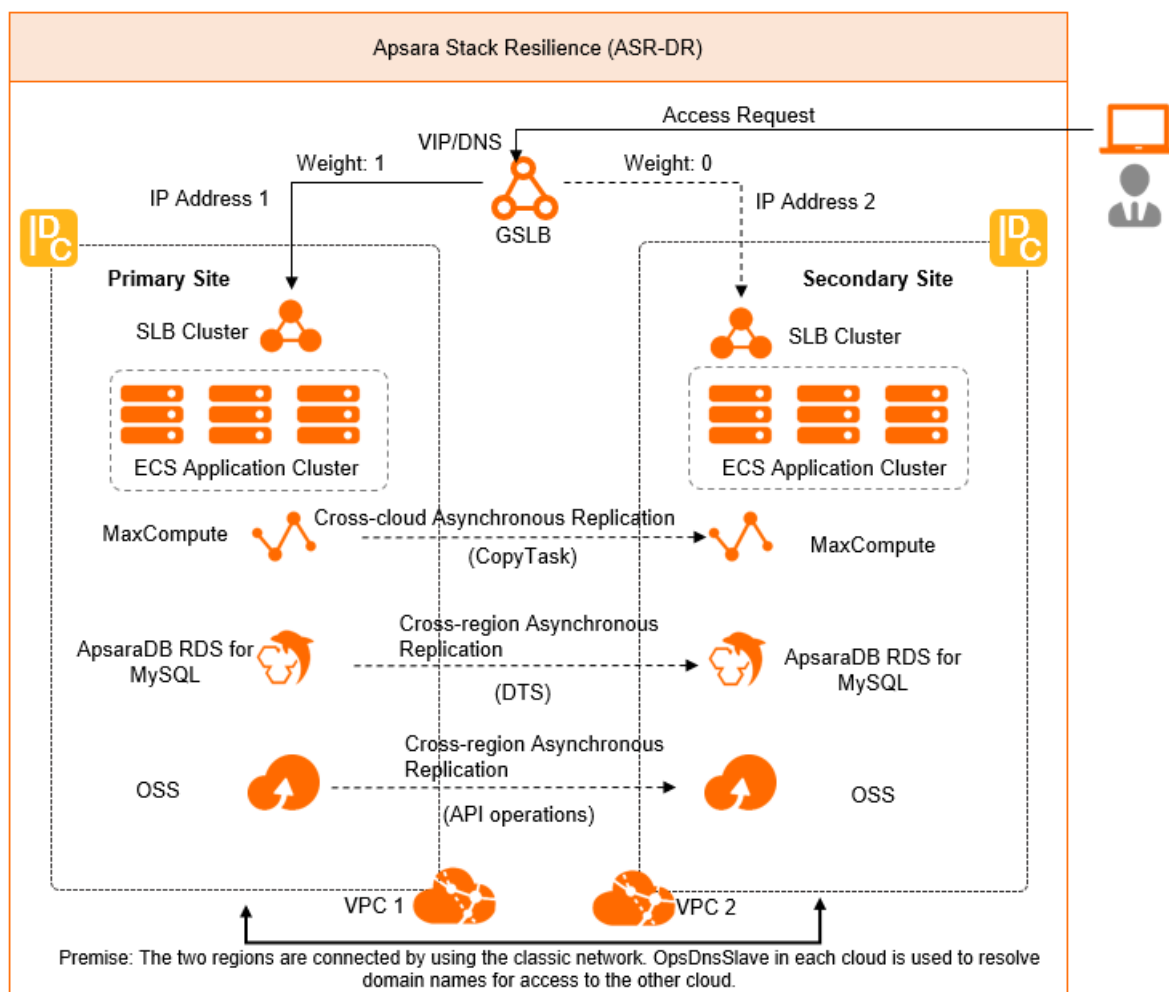 Apsara Stack Resilience (ASR-DR)
Access Request
VIP/DNS
Weight: 1
Weight: 0
IP Address 1
IP Address 2
GSLB
IDC
IDC
Primary Site
Secondary Site
SLB Cluster
SLB Cluster
ECS Application Cluster
ECS Application Cluster
MaxCompute
Cross-cloud Asynchronous Replication
(CopyTask)
MaxCompute
ApsaraDB RDS for
MySQL
Cross-region Asynchronous
Replication
(DTS)
ApsaraDB RDS for
MySQL
OSS
Cross-region Asynchronous
Replication
(API operations)
OSS
VPC 1
VPC 2
Premise: The two regions are connected by using the classic network. OpsDnsSlave in each cloud is used to resolve
domain names for access to the other cloud.